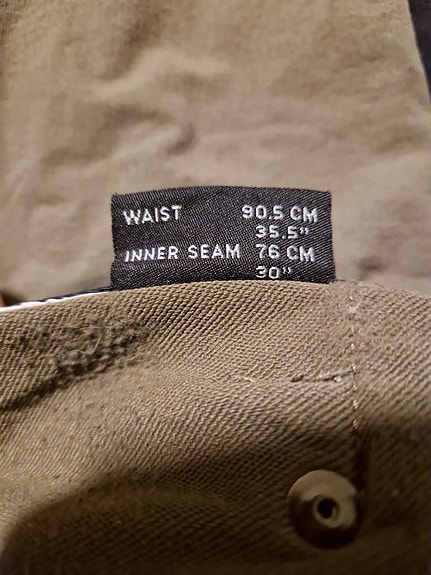 WAIST 90.5 CM
35.5"
INNER SEAM 76 CM
30"